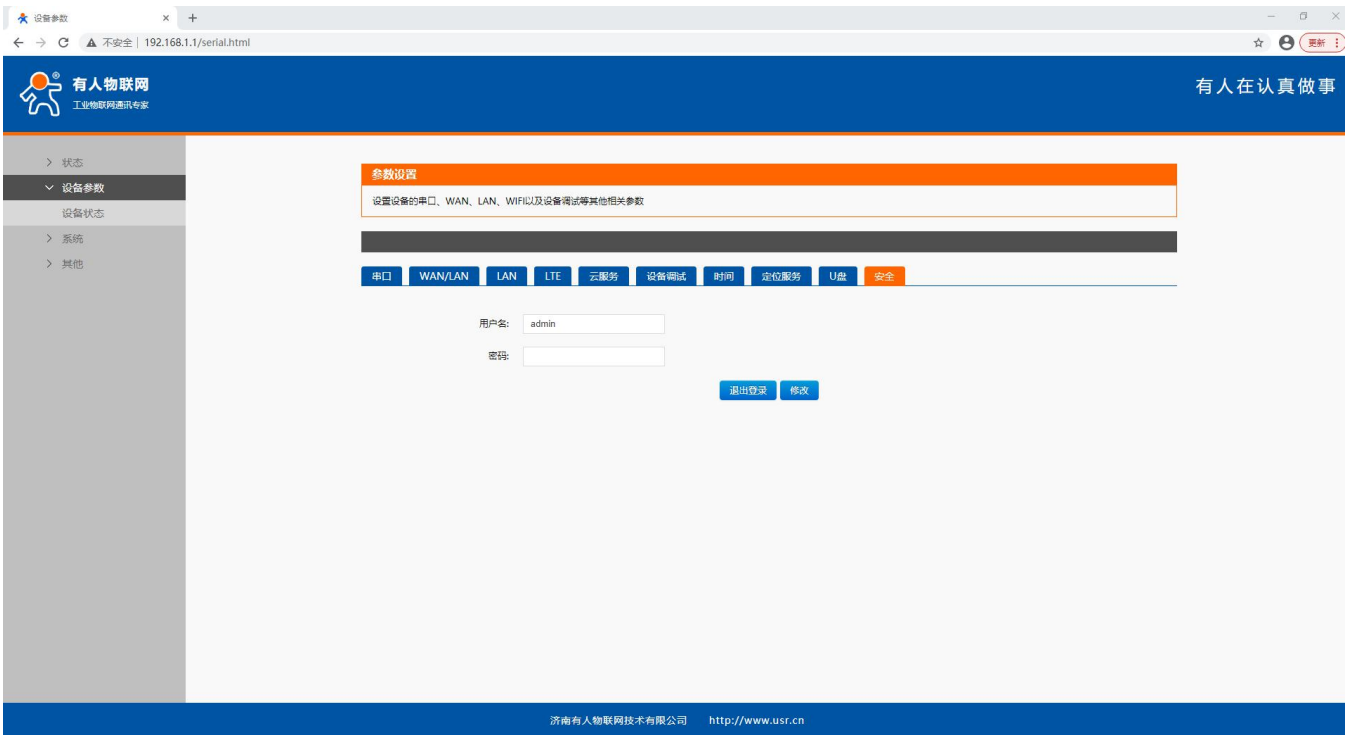 设备参数
不安全 | 192.168.1.1/serial.html
更新
有人物联网
工业物联网通讯专家
有人在认真做事
状态
设备参数
设备状态
系统
其他
参数设置
设置设备的串口、WAN、LAN、WIFI以及设备调试等其他相关参数
串口 WAN/LAN LAN LTE 云服务 设备调试 时间 定位服务 U盘 安全
用户名: admin
密码:
退出登录 修改
济南有人物联网技术有限公司 http://www.usr.cn